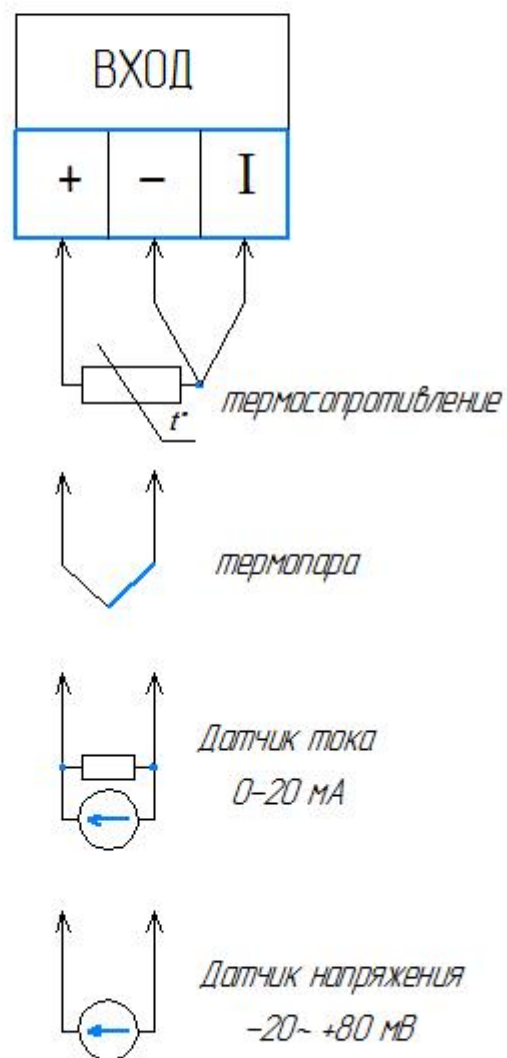 ВХОД
+ − I
t°
термосопротивление
термопара
Датчик тока
0−20 мА
Датчик напряжения
−20~ +80 мВ